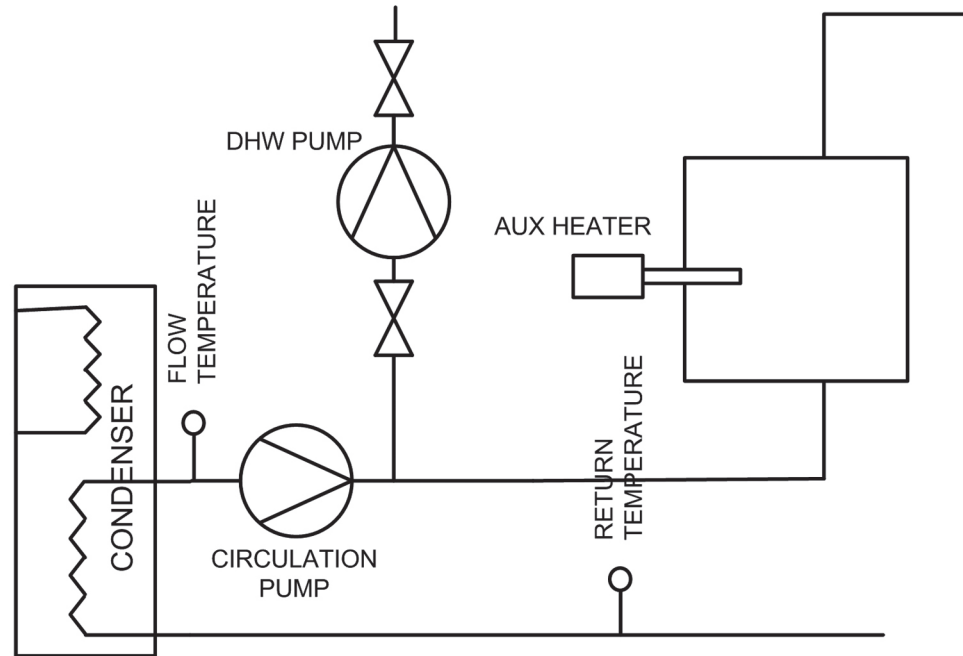 DHW PUMP
AUX HEATER
FLOW
TEMPERATURE
CONDENSER
RETURN
TEMPERATURE
CIRCULATION
PUMP